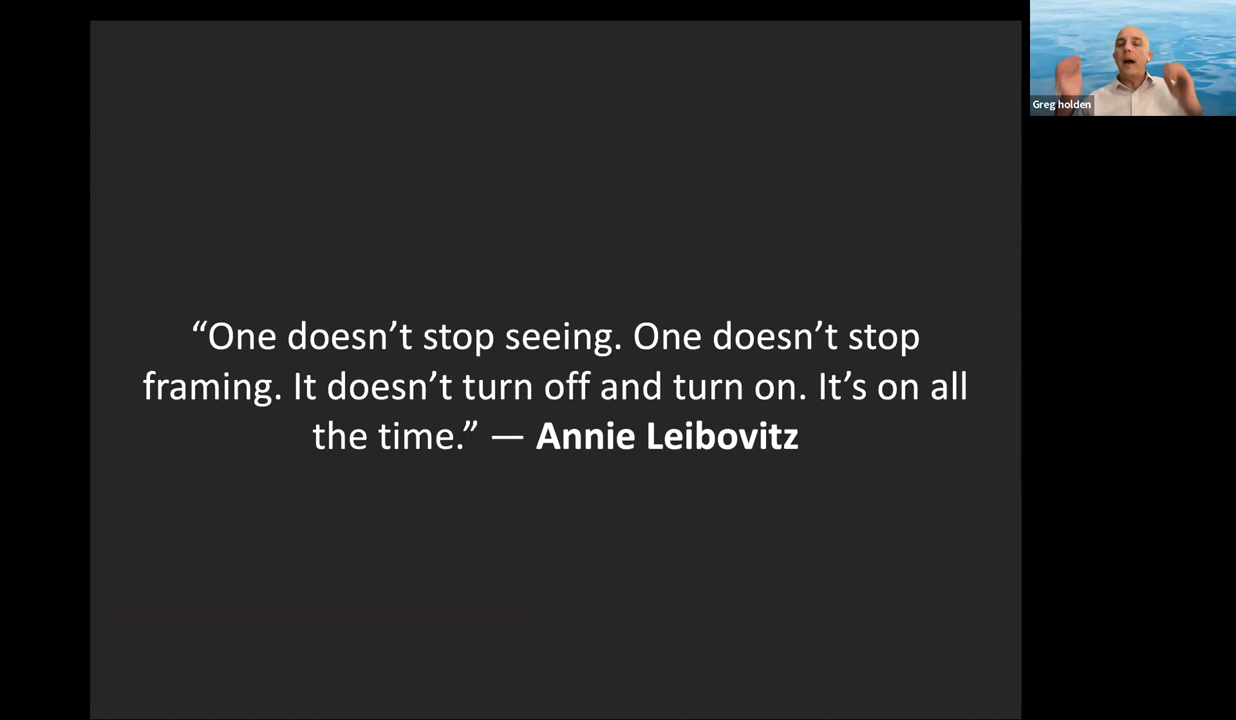 “One doesn’t stop seeing. One doesn’t stop
framing. It doesn’t turn off and turn on. It’s on all
the time.” — Annie Leibovitz
Greg holden